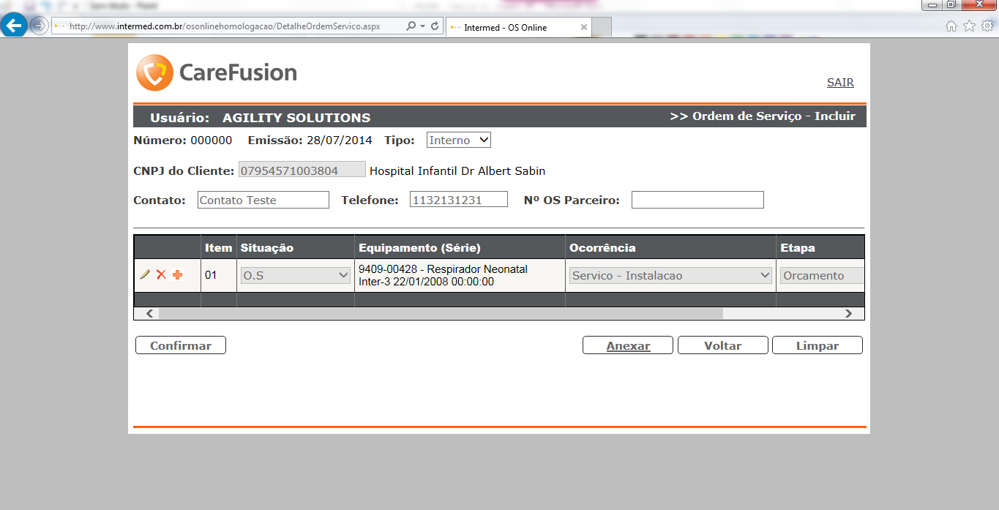 http://www.intermed.com.br/osonlinehomologacao/DetalheOrdemServico.aspx
Intermed - OS Online
CareFusion
SAIR
Usuário: AGILITY SOLUTIONS
>> Ordem de Serviço - Incluir
Número: 000000 Emissão: 28/07/2014 Tipo: Interno
CNPJ do Cliente: 07954571003804 Hospital Infantil Dr Albert Sabin
Contato: Contato Teste Telefone: 1132131231 Nº OS Parceiro:
Item Situação Equipamento (Série) Ocorrência Etapa
01 O.S 9409-00428 - Respirador Neonatal Inter-3 22/01/2008 00:00:00 Servico - Instalacao Orcamento
Confirmar Anexar Voltar Limpar